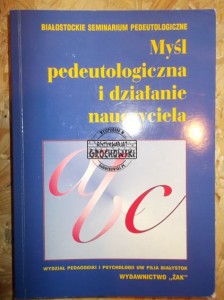 BIAŁOSTOCKIE SEMINARIUM PEDEUTOLOGICZNE
Myśl
pedeutologiczna
i działanie
nauczyciela
GROCHOWSKI
abc
WYDZIAŁ PEDAGOGIKI I PSYCHOLOGII UW FILIA BIAŁYSTOK
WYDAWNICTWO „ŻAK”